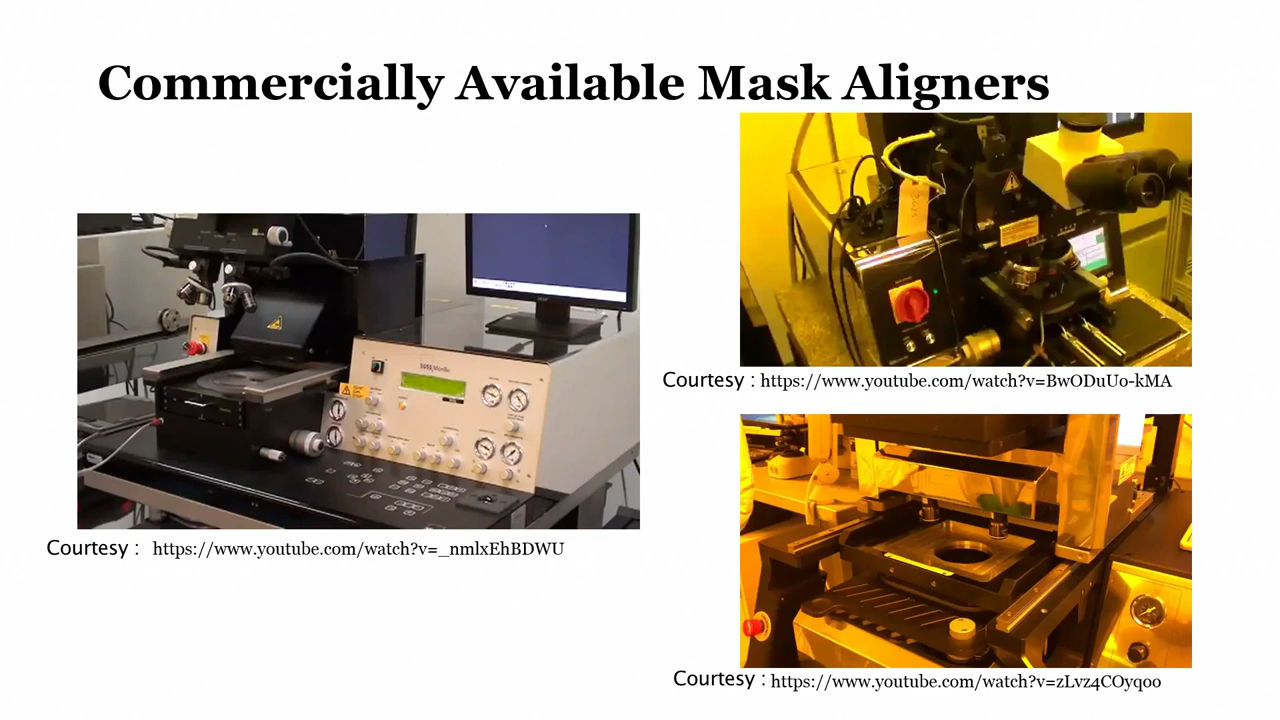 Commercially Available Mask Aligners
Courtesy : https://www.youtube.com/watch?v=BwODuUo-kMA
Courtesy : https://www.youtube.com/watch?v=_nmlxEhBDWU
Courtesy : https://www.youtube.com/watch?v=zLvz4COyqoo